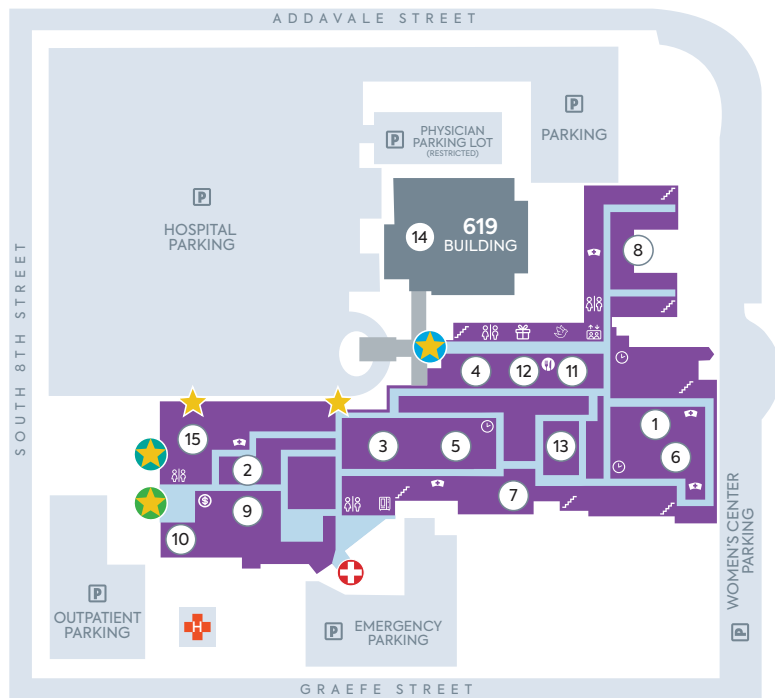 ADDAVALE STREET
P
PHYSICIAN
PARKING LOT
(RESTRICTED)
P
PARKING
P
HOSPITAL
PARKING
14
619
BUILDING
SOUTH 8TH STREET
8
4
12
11
15
3
5
13
1
6
2
9
7
10
$
P
OUTPATIENT
PARKING
H
P
EMERGENCY
PARKING
WOMEN'S CENTER
PARKING
P
GRAEFE STREET